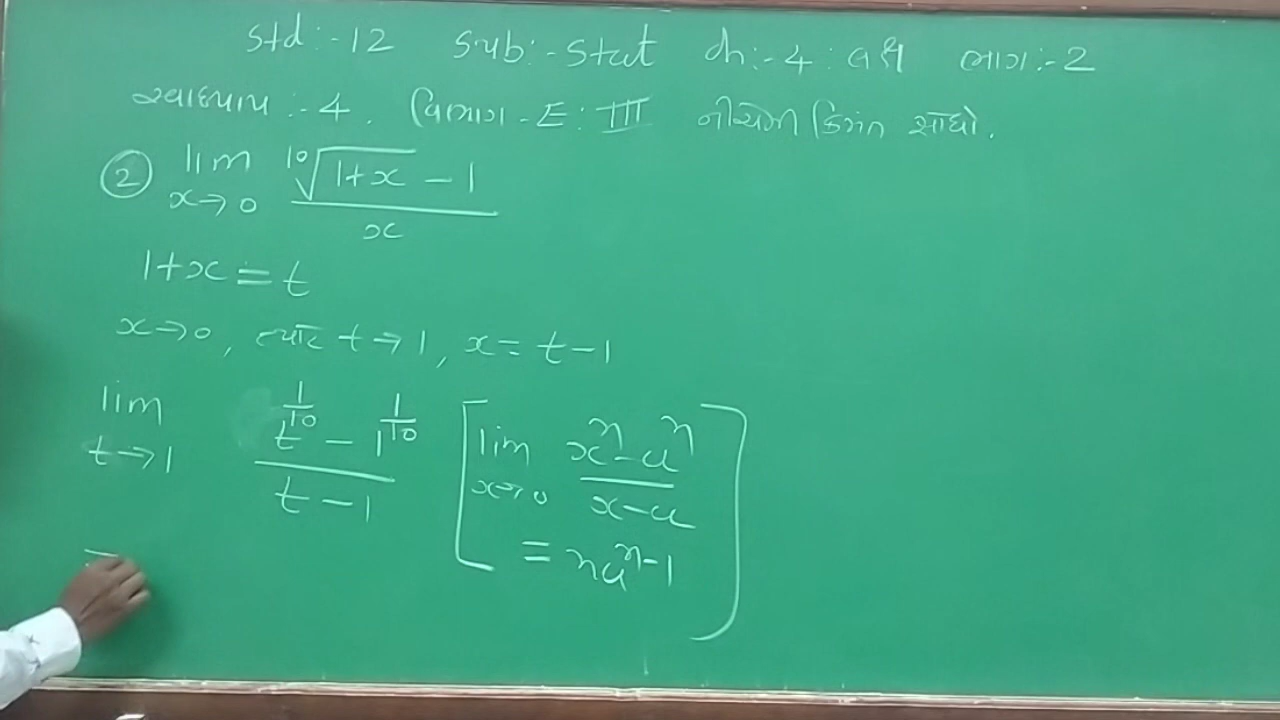 Std :- 12 Sub :- Stat ch :- 4 : લક્ષ ભાગ :- 2
સ્વાધ્યાય :- 4 . વિભાગ - E : III નીચેની કિંમત શોધો .
② lim x→0 ¹⁰√(1+x) - 1 / x
1+x = t
x→0 , ત્યારે t→1 , x = t-1
lim t→1 t^(1/10) - 1^(1/10) / t-1 [ lim x→0 xⁿ-aⁿ / x-a = naⁿ⁻¹ ]